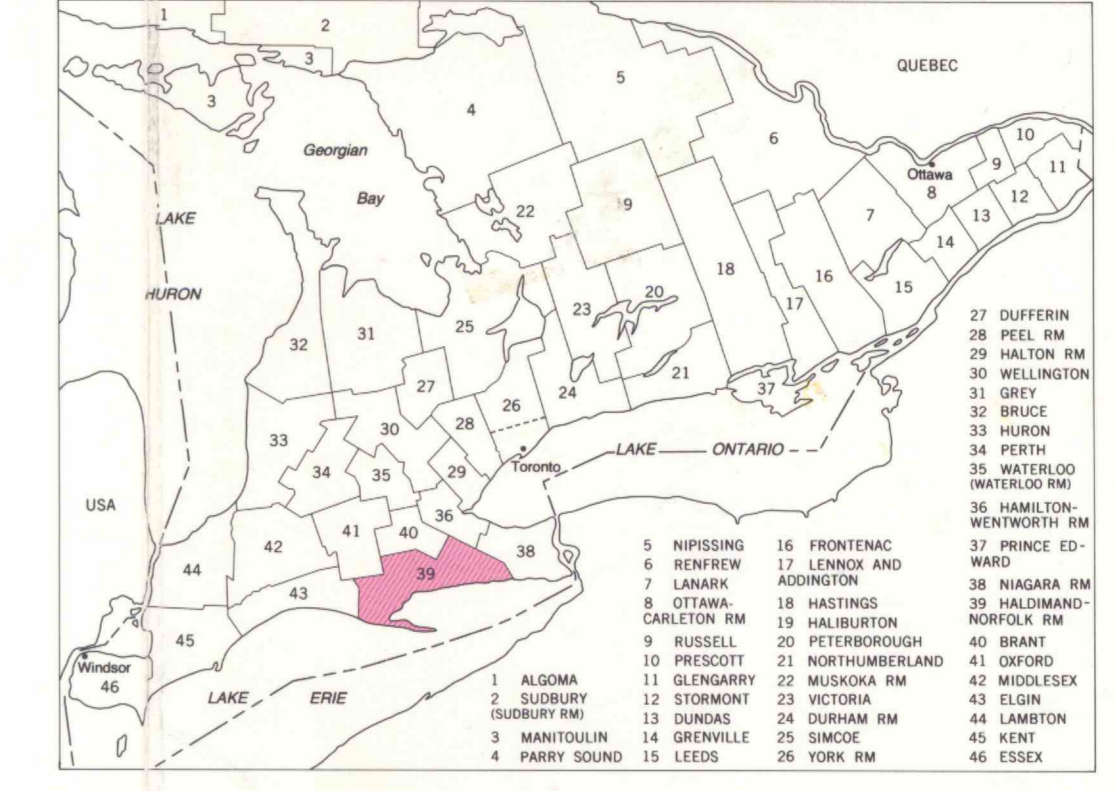 1
2
3
3
4
5
QUEBEC
6
10
9
11
Ottawa
8
12
13
7
14
15
Georgian
Bay
22
9
18
16
17
LAKE
HURON
20
23
25
21
24
37
31
32
27
26
28
30
33
34
35
29
Toronto
LAKE
ONTARIO
36
40
41
38
39
42
43
44
45
USA
Windsor
46
LAKE
ERIE
1 ALGOMA
2 SUDBURY
(SUDBURY RM)
3 MANITOULIN
4 PARRY SOUND
5 NIPISSING
6 RENFREW
7 LANARK
8 OTTAWA-
CARLETON RM
9 RUSSELL
10 PRESCOTT
11 GLENGARRY
12 STORMONT
13 DUNDAS
14 GRENVILLE
15 LEEDS
16 FRONTENAC
17 LENNOX AND
ADDINGTON
18 HASTINGS
19 HALIBURTON
20 PETERBOROUGH
21 NORTHUMBERLAND
22 MUSKOKA RM
23 VICTORIA
24 DURHAM RM
25 SIMCOE
26 YORK RM
27 DUFFERIN
28 PEEL RM
29 HALTON RM
30 WELLINGTON
31 GREY
32 BRUCE
33 HURON
34 PERTH
35 WATERLOO
(WATERLOO RM)
36 HAMILTON-
WENTWORTH RM
37 PRINCE ED-
WARD
38 NIAGARA RM
39 HALDIMAND-
NORFOLK RM
40 BRANT
41 OXFORD
42 MIDDLESEX
43 ELGIN
44 LAMBTON
45 KENT
46 ESSEX